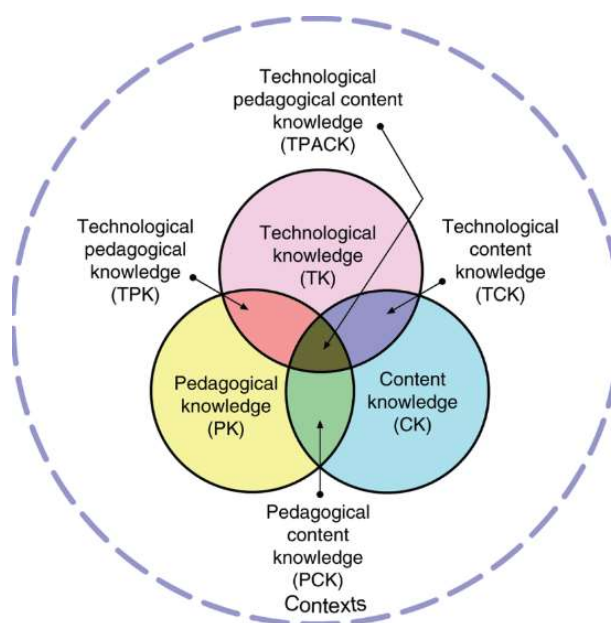 Technological
pedagogical content
knowledge
(TPACK)
Technological
pedagogical
knowledge
(TPK)
Technological
knowledge
(TK)
Technological
content
knowledge
(TCK)
Pedagogical
knowledge
(PK)
Content
knowledge
(CK)
Pedagogical
content
knowledge
(PCK)
Contexts